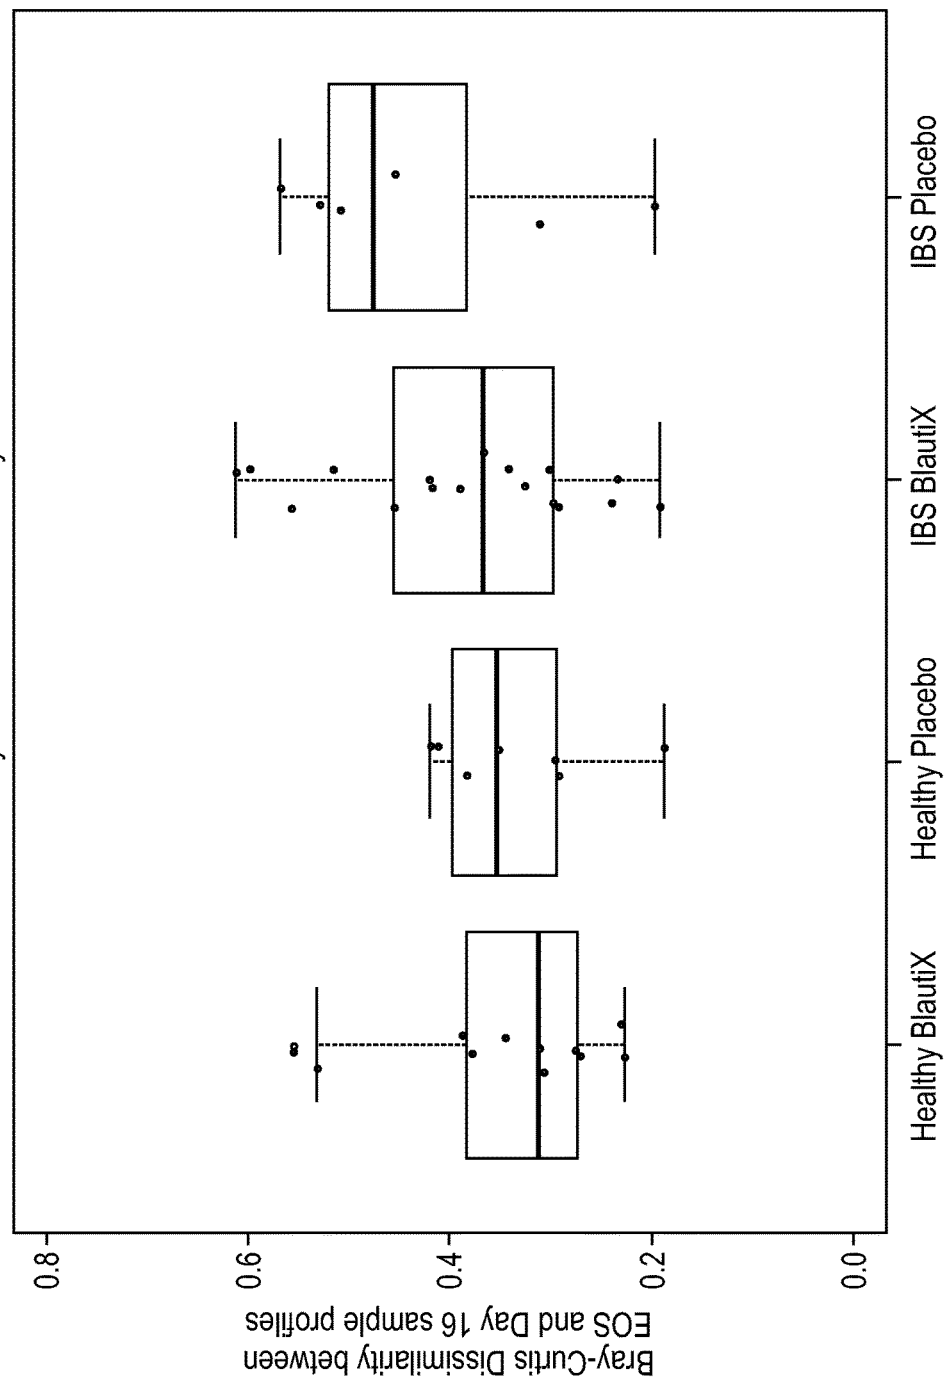 Bray-Curtis Dissimilarity between
EOS and Day 16 sample profiles
0.8
0.6
0.4
0.2
0.0
Healthy BlautiX
Healthy Placebo
IBS BlautiX
IBS Placebo